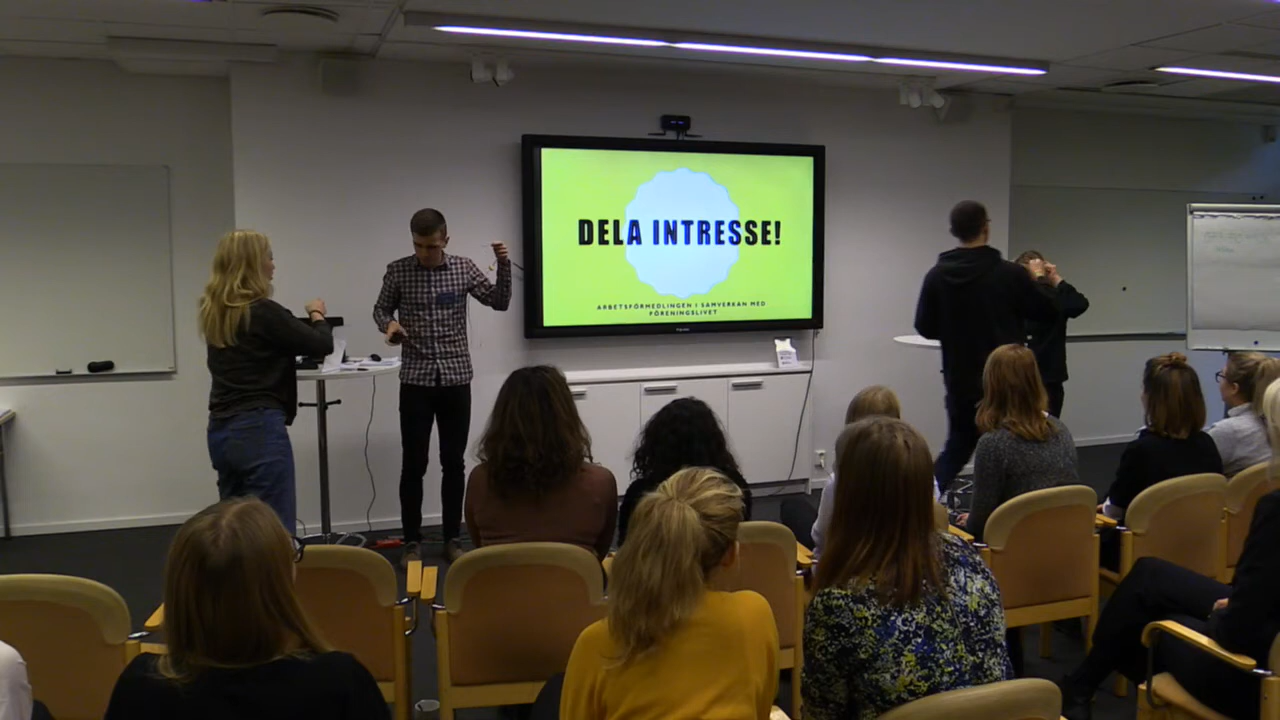 DELA INTRESSE!
ARBETSFÖRMEDLINGEN I SAMVERKAN MED
FÖRENINGSLIVET